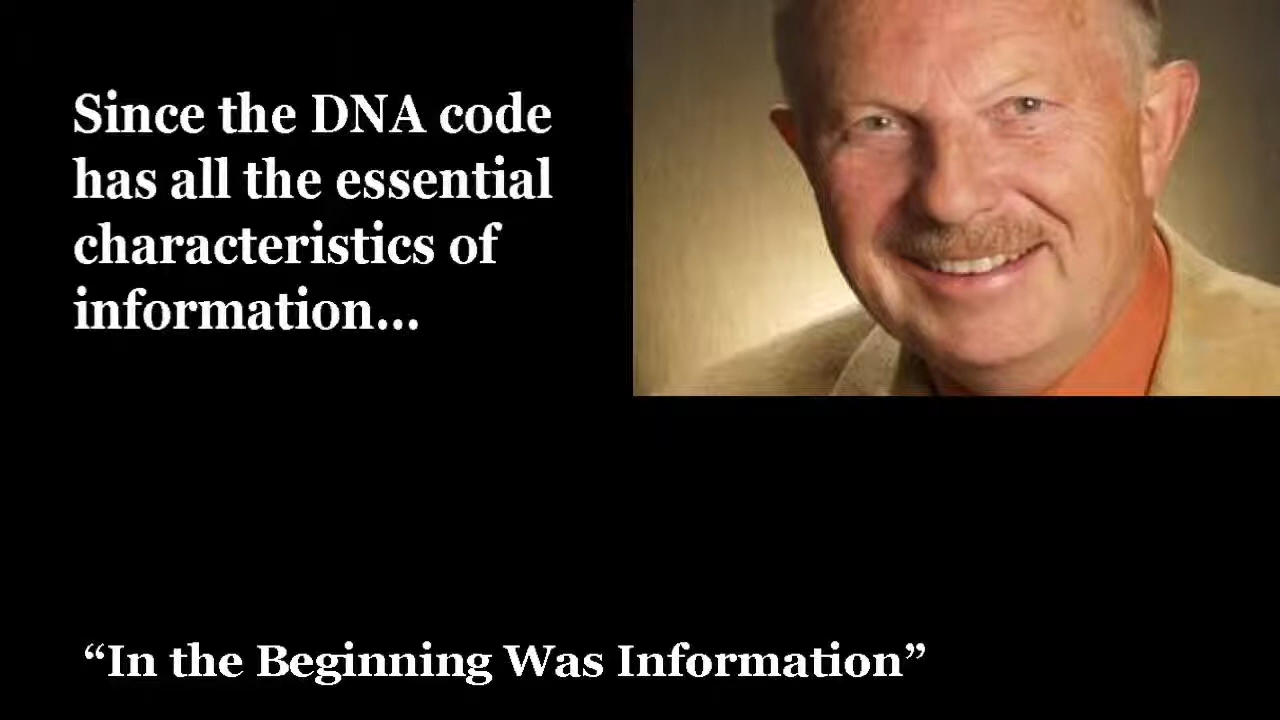 Since the DNA code
has all the essential
characteristics of
information...
“In the Beginning Was Information”